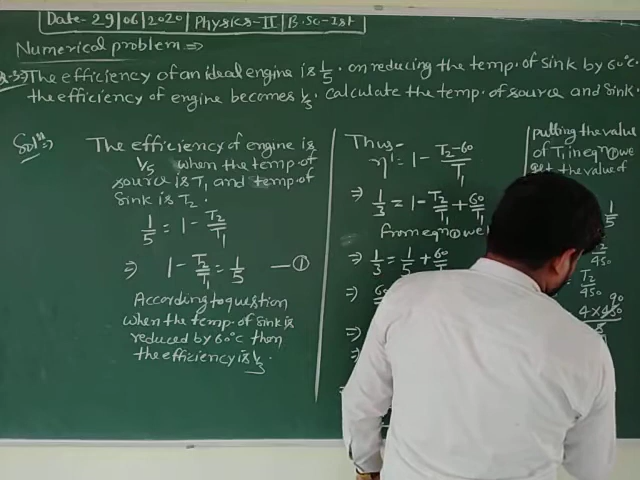 Date- 29|06|2020 | Physics-II | B.Sc-Ist
Numerical problem ⇒
Q.3:⇒ The efficiency of an ideal engine is 1/5. on reducing the temp. of sink by 60°C.
the efficiency of engine becomes 1/3. calculate the temp. of source and sink.
Solⁿ:⇒
The efficiency of engine is
1/5 when the temp. of
source is T₁ and temp. of
sink is T₂.
1/5 = 1 - T₂/T₁
⇒ 1 - T₂/T₁ = 1/5 — ①
According to question
when the temp. of sink is
reduced by 60°C then
the efficiency is 1/3.
Thus-
η' = 1 - T₂-60/T₁
⇒ 1/3 = 1 - T₂/T₁ + 60/T₁
from eqn ① we
⇒ 1/3 = 1/5 + 60/T
⇒
⇒
⇒
putting the value
of T₁ in eqn ① we
get the value of
1/5
450
= T₂/450
90
4×450
5